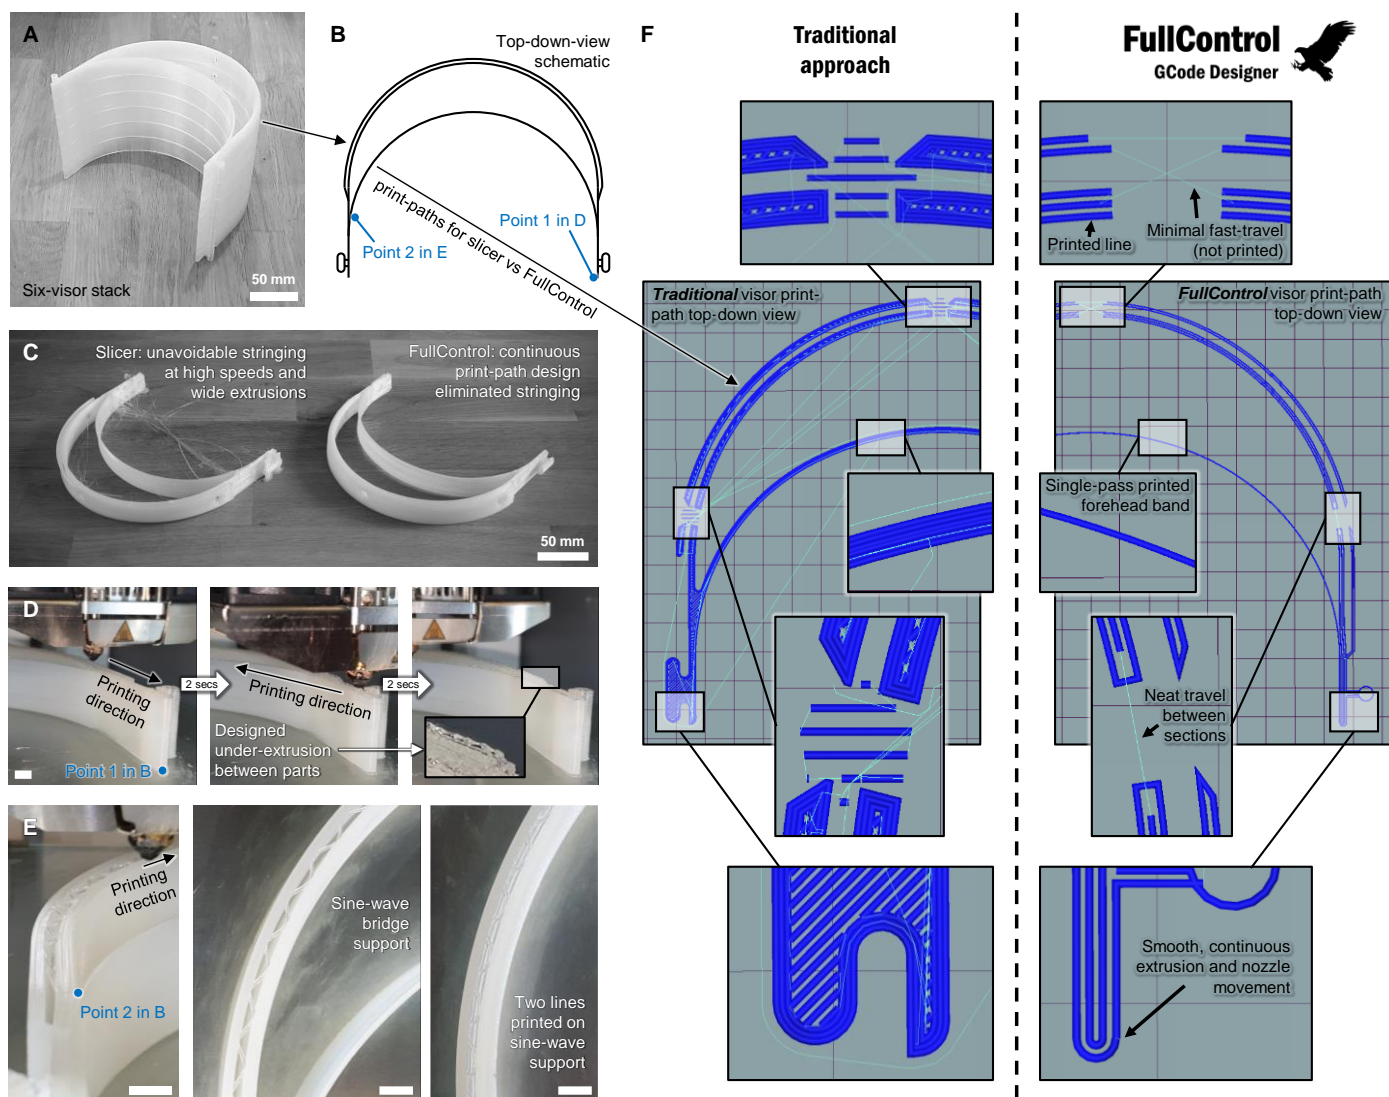 A
Six-visor stack
50 mm
B
Top-down-view
schematic
print-paths for slicer vs FullControl
Point 1 in D
Point 2 in E
C
Slicer: unavoidable stringing
at high speeds and
wide extrusions
FullControl: continuous
print-path design
eliminated stringing
50 mm
D
Printing
direction
Point 1 in B
2 secs
Printing direction
Designed
under-extrusion
between parts
2 secs
E
Printing
direction
Point 2 in B
Sine-wave
bridge
support
Two lines
printed on
sine-wave
support
F
Traditional
approach
FullControl
GCode Designer
Printed line
Minimal fast-travel
(not printed)
Traditional visor print-
path top-down view
FullControl visor print-path
top-down view
Single-pass printed
forehead band
Neat travel
between
sections
Smooth, continuous
extrusion and nozzle
movement